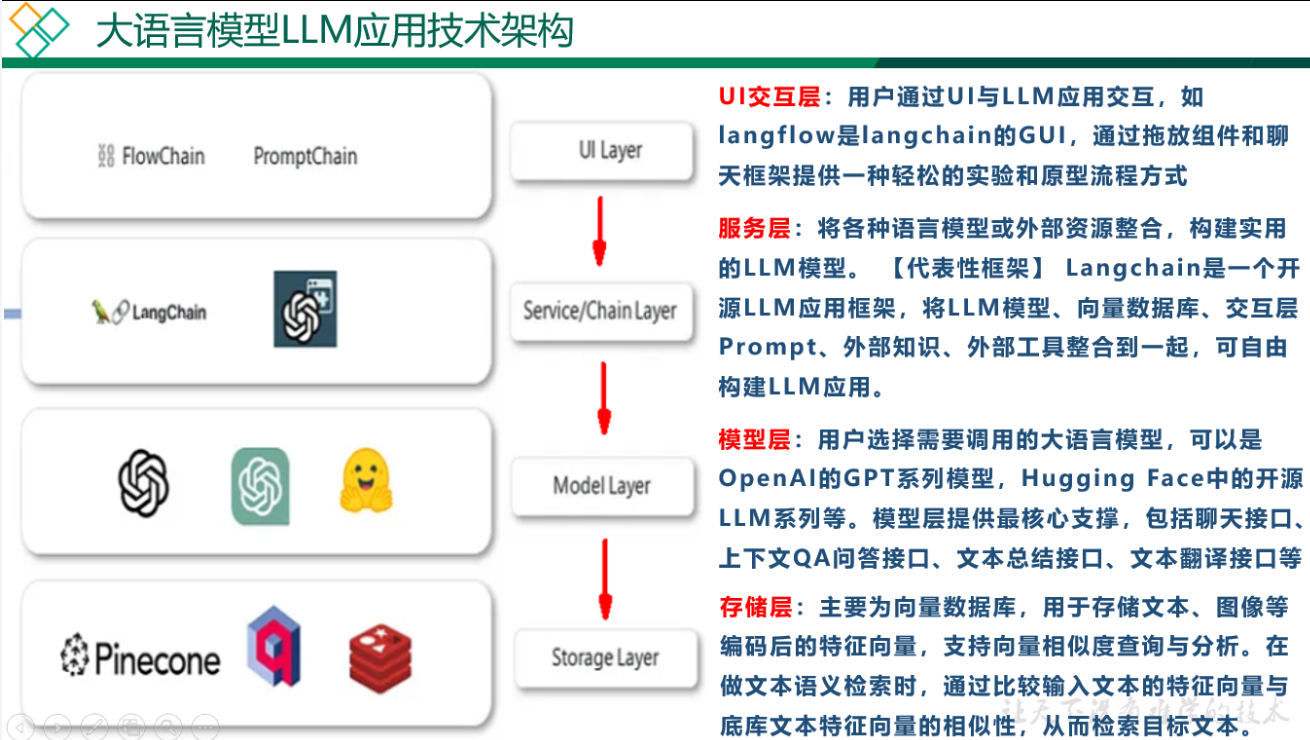 大语言模型LLM应用技术架构
FlowChain
PromptChain
UI Layer
UI交互层：用户通过UI与LLM应用交互，如
langflow是langchain的GUI，通过拖放组件和聊
天框架提供一种轻松的实验和原型流程方式
LangChain
Service/Chain Layer
服务层：将各种语言模型或外部资源整合，构建实用
的LLM模型。 【代表性框架】 Langchain是一个开
源LLM应用框架，将LLM模型、向量数据库、交互层
Prompt、外部知识、外部工具整合到一起，可自由
构建LLM应用。
Model Layer
模型层：用户选择需要调用的大语言模型，可以是
OpenAI的GPT系列模型，Hugging Face中的开源
LLM系列等。模型层提供最核心支撑，包括聊天接口、
上下文QA问答接口、文本总结接口、文本翻译接口等
Pinecone
Storage Layer
存储层：主要为向量数据库，用于存储文本、图像等
编码后的特征向量，支持向量相似度查询与分析。在
做文本语义检索时，通过比较输入文本的特征向量与
底库文本特征向量的相似性，从而检索目标文本。
让天下没有难学的技术